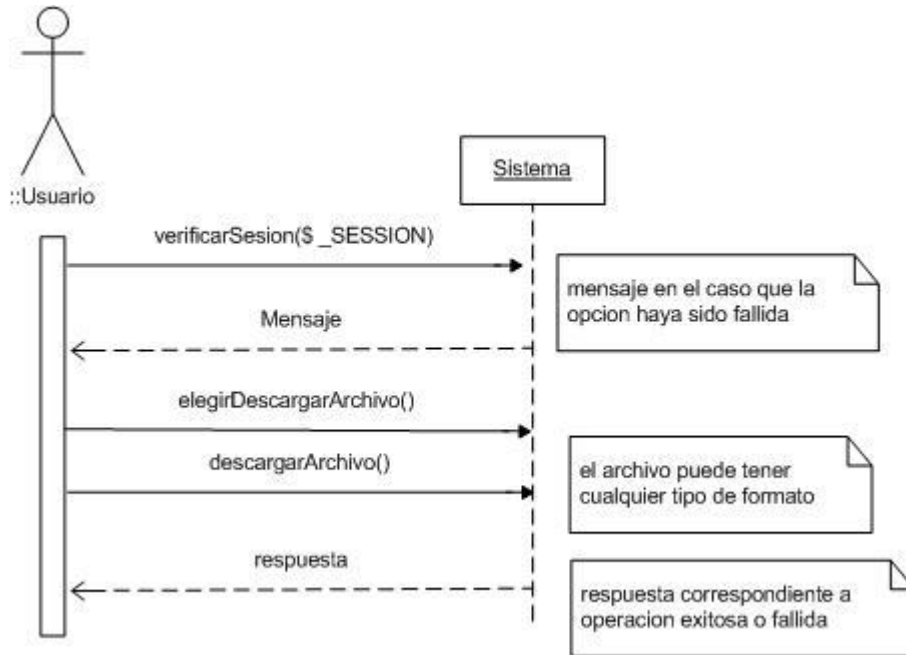 Sistema
::Usuario
verificarSesion($ _SESSION)
mensaje en el caso que la
opcion haya sido fallida
Mensaje
elegirDescargarArchivo()
descargarArchivo()
el archivo puede tener
cualquier tipo de formato
respuesta
respuesta correspondiente a
operacion exitosa o fallida